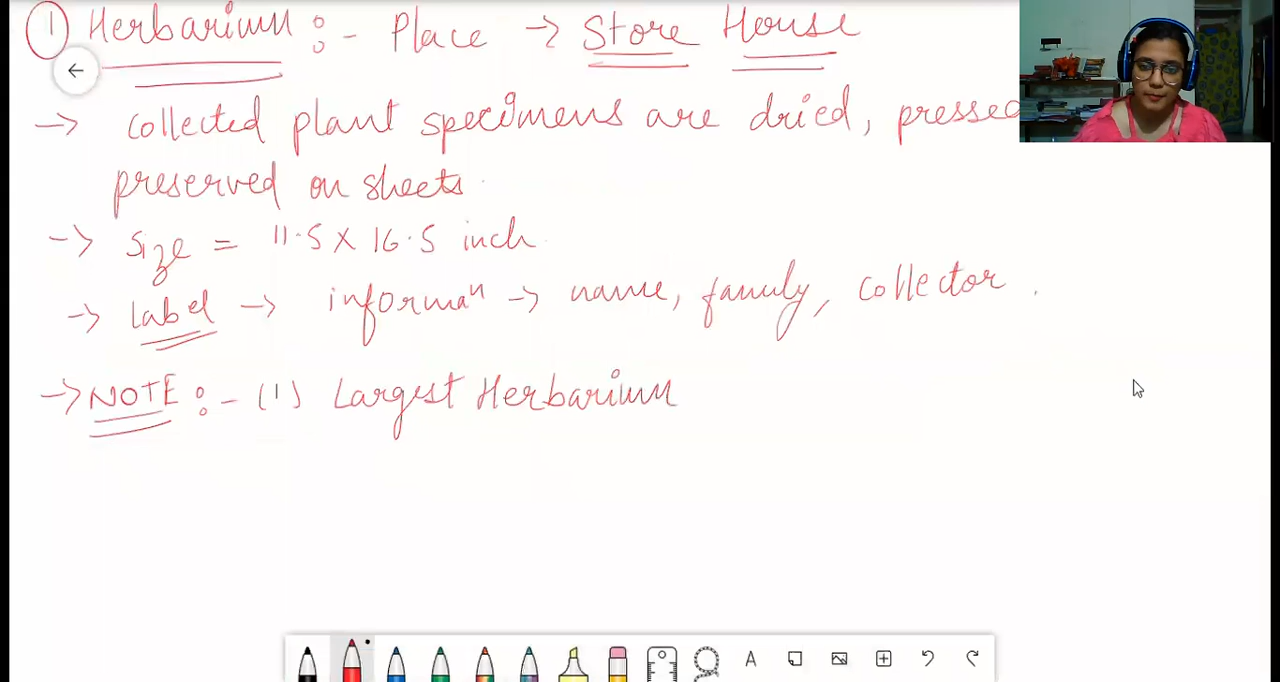 ① Herbarium :- Place → Store House
→ collected plant specimens are dried, pressed
preserved on sheets.
→ Size = 11.5 X 16.5 inch.
→ label → informaⁿ → name, family, collector.
→ NOTE :- (1) Largest Herbarium
A